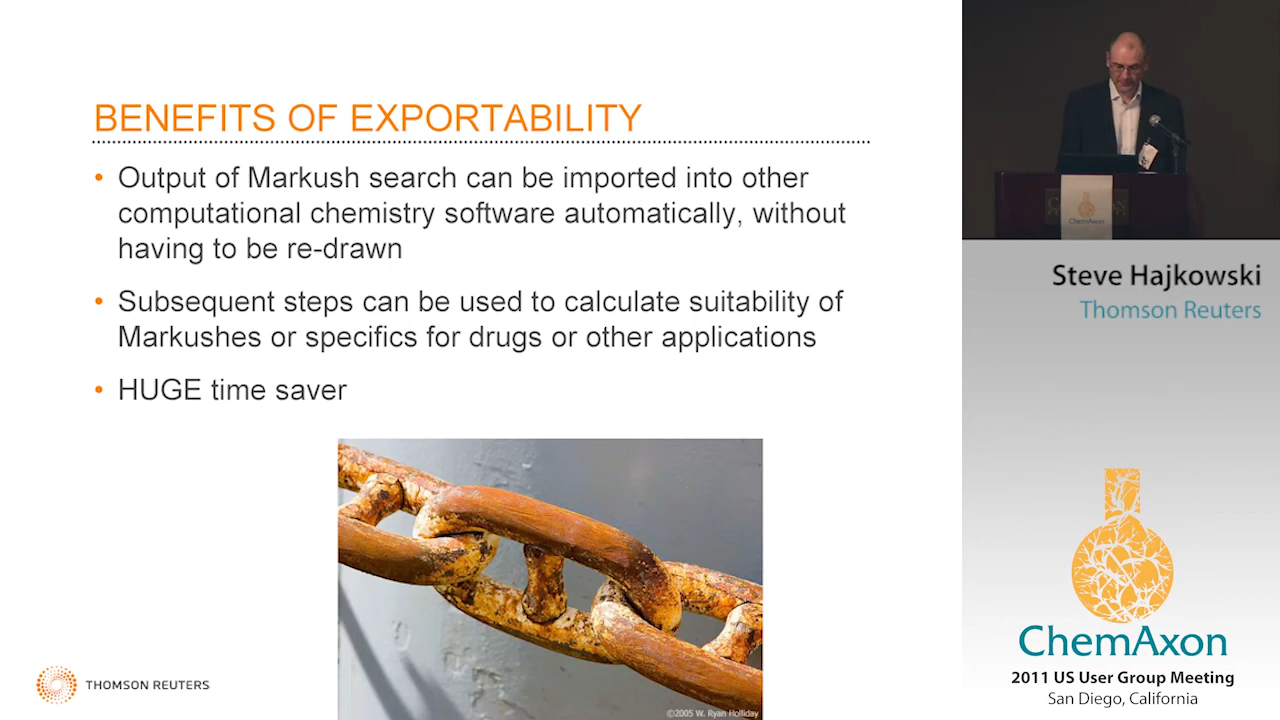 BENEFITS OF EXPORTABILITY
• Output of Markush search can be imported into other
computational chemistry software automatically, without
having to be re-drawn
• Subsequent steps can be used to calculate suitability of
Markushes or specifics for drugs or other applications
• HUGE time saver
©2005 W. Ryan Holliday
THOMSON REUTERS
ChemAxon
Steve Hajkowski
Thomson Reuters
ChemAxon
2011 US User Group Meeting
San Diego, California